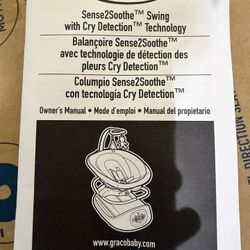 Sense2Soothe™ Swing
with Cry Detection™ Technology
Balançoire Sense2Soothe™
avec technologie de détection des
pleurs Cry Detection™
Columpio Sense2Soothe™
con tecnología Cry Detection™
Owner's Manual • Mode d'emploi • Manual del propietario
www.gracobaby.com